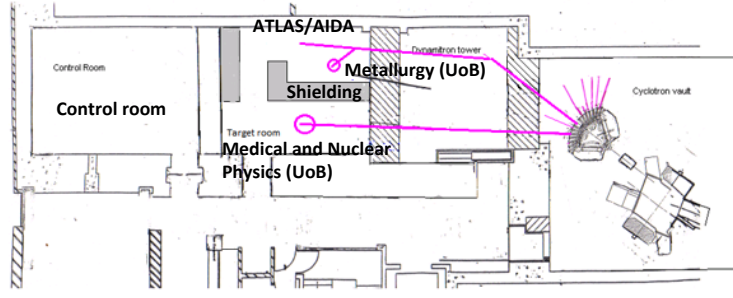 ATLAS/AIDA
Dynamitron tower
Control Room
Metallurgy (UoB)
Shielding
Cyclotron vault
Control room
Target room
Medical and Nuclear
Physics (UoB)